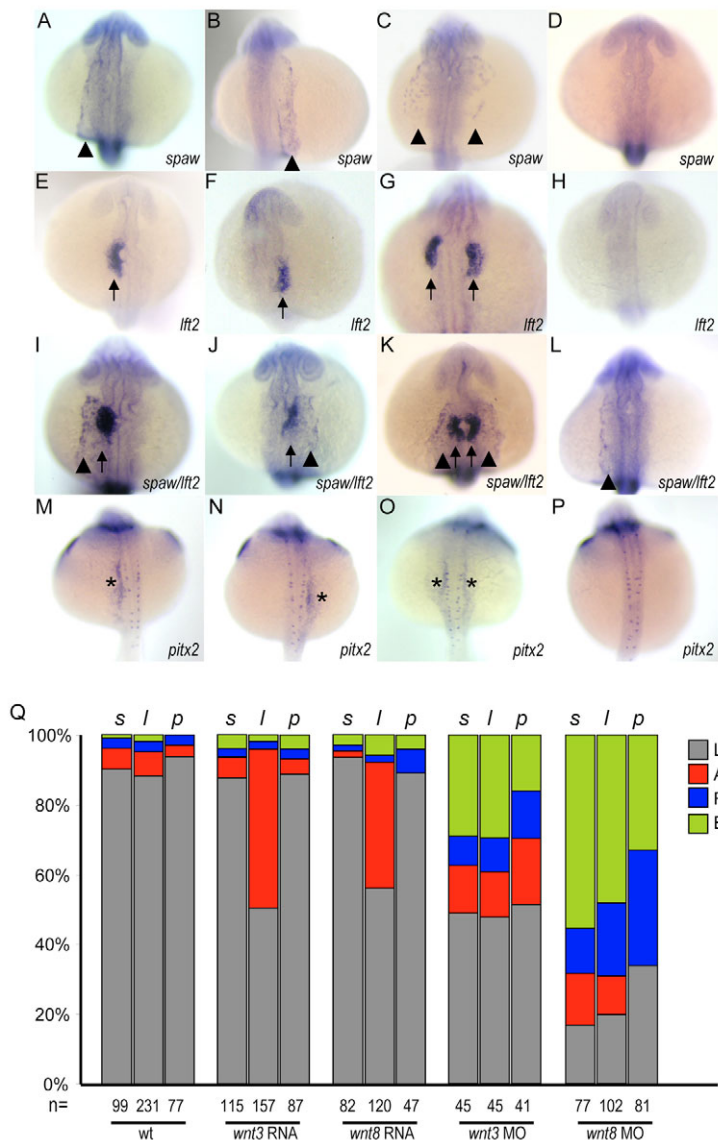 A B C D
spaw spaw spaw spaw
E F G H
lft2 lft2 lft2 lft2
I J K L
spaw/lft2 spaw/lft2 spaw/lft2 spaw/lft2
M N O P
* * * *
pitx2 pitx2 pitx2 pitx2
Q
s l p s l p s l p s l p s l p
100%
80%
60%
40%
20%
0%
L
A
n= 99 231 77 115 157 87 82 120 47 45 45 41 77 102 81
wt wnt3 RNA wnt8 RNA wnt3 MO wnt8 MO